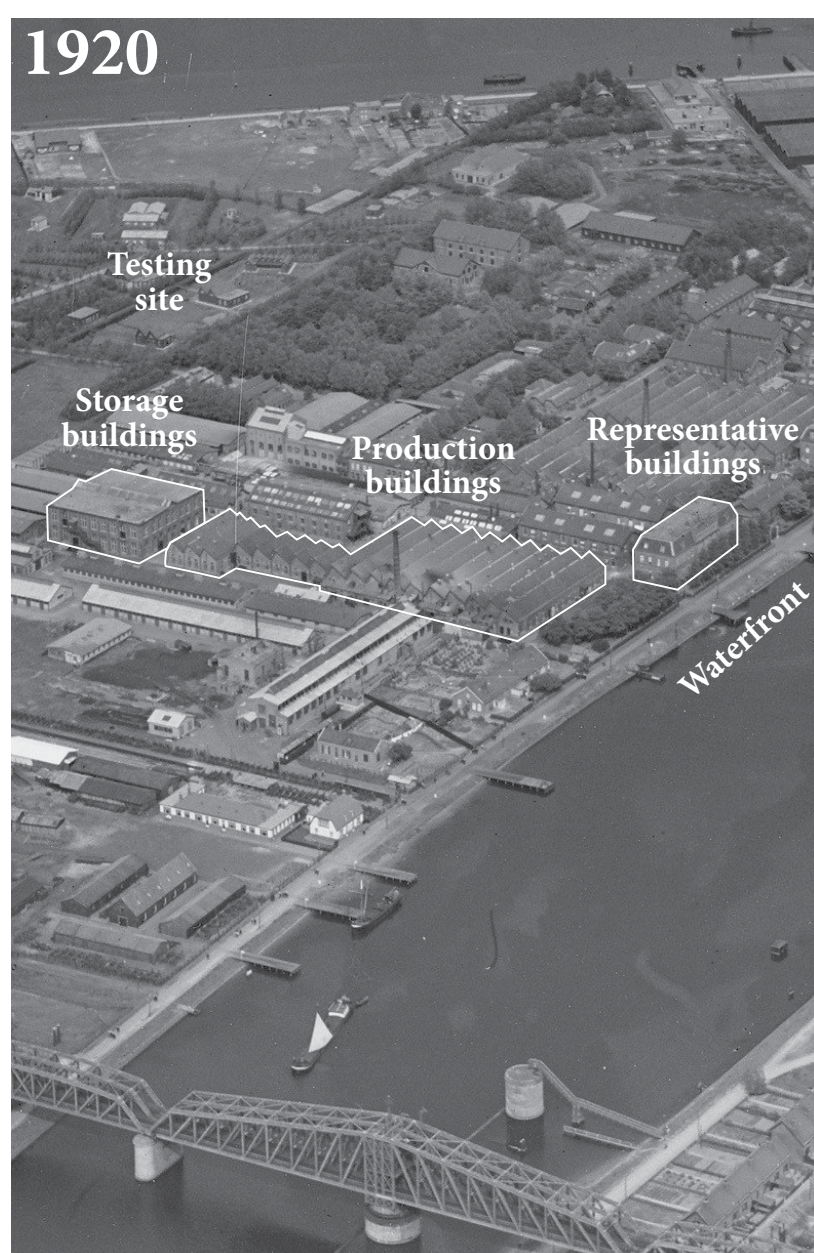 1920
Testing
site
Storage
buildings
Production
buildings
Representative
buildings
Waterfront